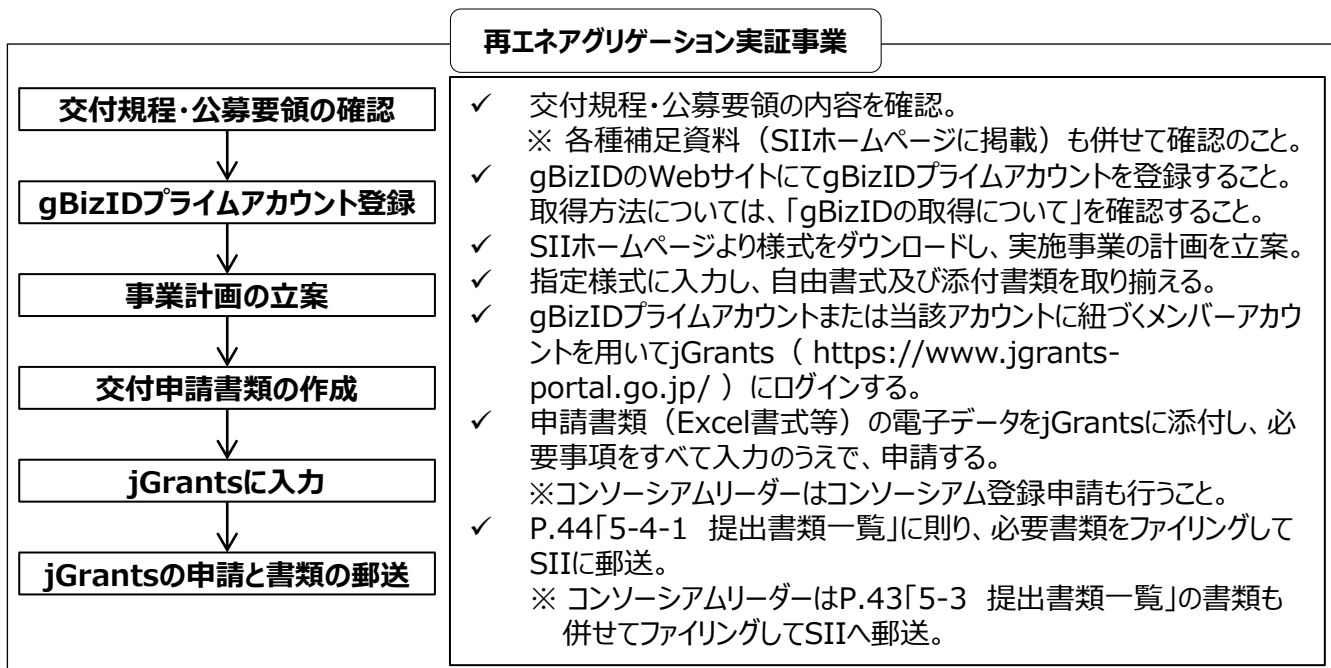 再エネアグリゲーション実証事業
交付規程・公募要領の確認
gBizIDプライムアカウント登録
事業計画の立案
交付申請書類の作成
jGrantsに入力
jGrantsの申請と書類の郵送
✓ 交付規程・公募要領の内容を確認。
※ 各種補足資料（SIIホームページに掲載）も併せて確認のこと。
✓ gBizIDのWebサイトにてgBizIDプライムアカウントを登録すること。
取得方法については、「gBizIDの取得について」を確認すること。
✓ SIIホームページより様式をダウンロードし、実施事業の計画を立案。
✓ 指定様式に入力し、自由書式及び添付書類を取り揃える。
✓ gBizIDプライムアカウントまたは当該アカウントに紐づくメンバーアカウ
ントを用いてjGrants（ https://www.jgrants-
portal.go.jp/ ）にログインする。
✓ 申請書類（Excel書式等）の電子データをjGrantsに添付し、必
要事項をすべて入力のうえで、申請する。
※コンソーシアムリーダーはコンソーシアム登録申請も行うこと。
✓ P.44「5-4-1 提出書類一覧」に則り、必要書類をファイリングして
SIIに郵送。
※ コンソーシアムリーダーはP.43「5-3 提出書類一覧」の書類も
併せてファイリングしてSIIへ郵送。